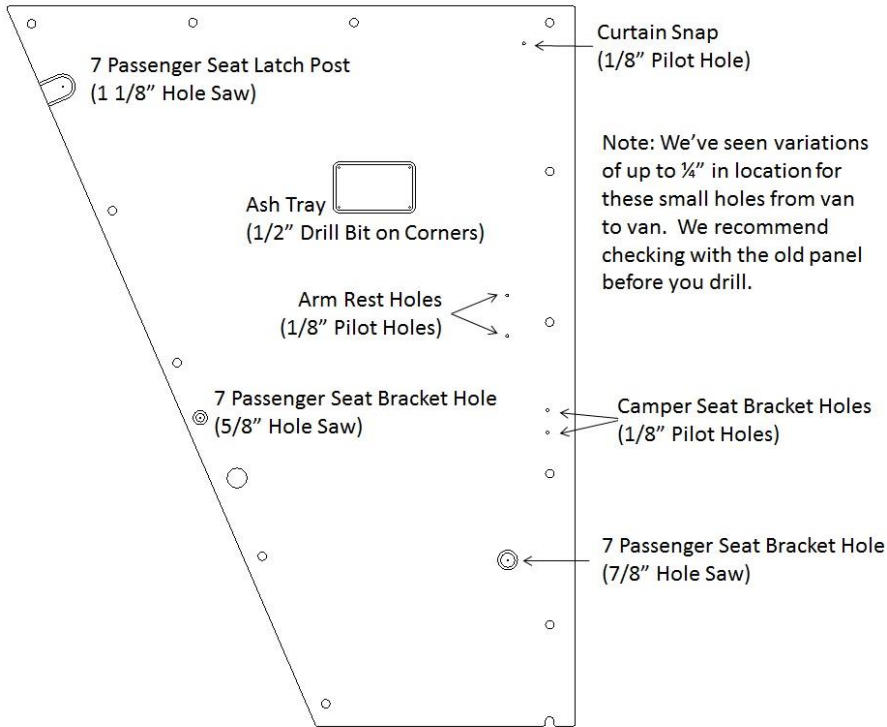 Curtain Snap
(1/8” Pilot Hole)
7 Passenger Seat Latch Post
(1 1/8” Hole Saw)
Note: We’ve seen variations
of up to ¼” in location for
these small holes from van
to van.  We recommend
checking with the old panel
before you drill.
Ash Tray
(1/2” Drill Bit on Corners)
Arm Rest Holes
(1/8” Pilot Holes)
7 Passenger Seat Bracket Hole
(5/8” Hole Saw)
Camper Seat Bracket Holes
(1/8” Pilot Holes)
7 Passenger Seat Bracket Hole
(7/8” Hole Saw)